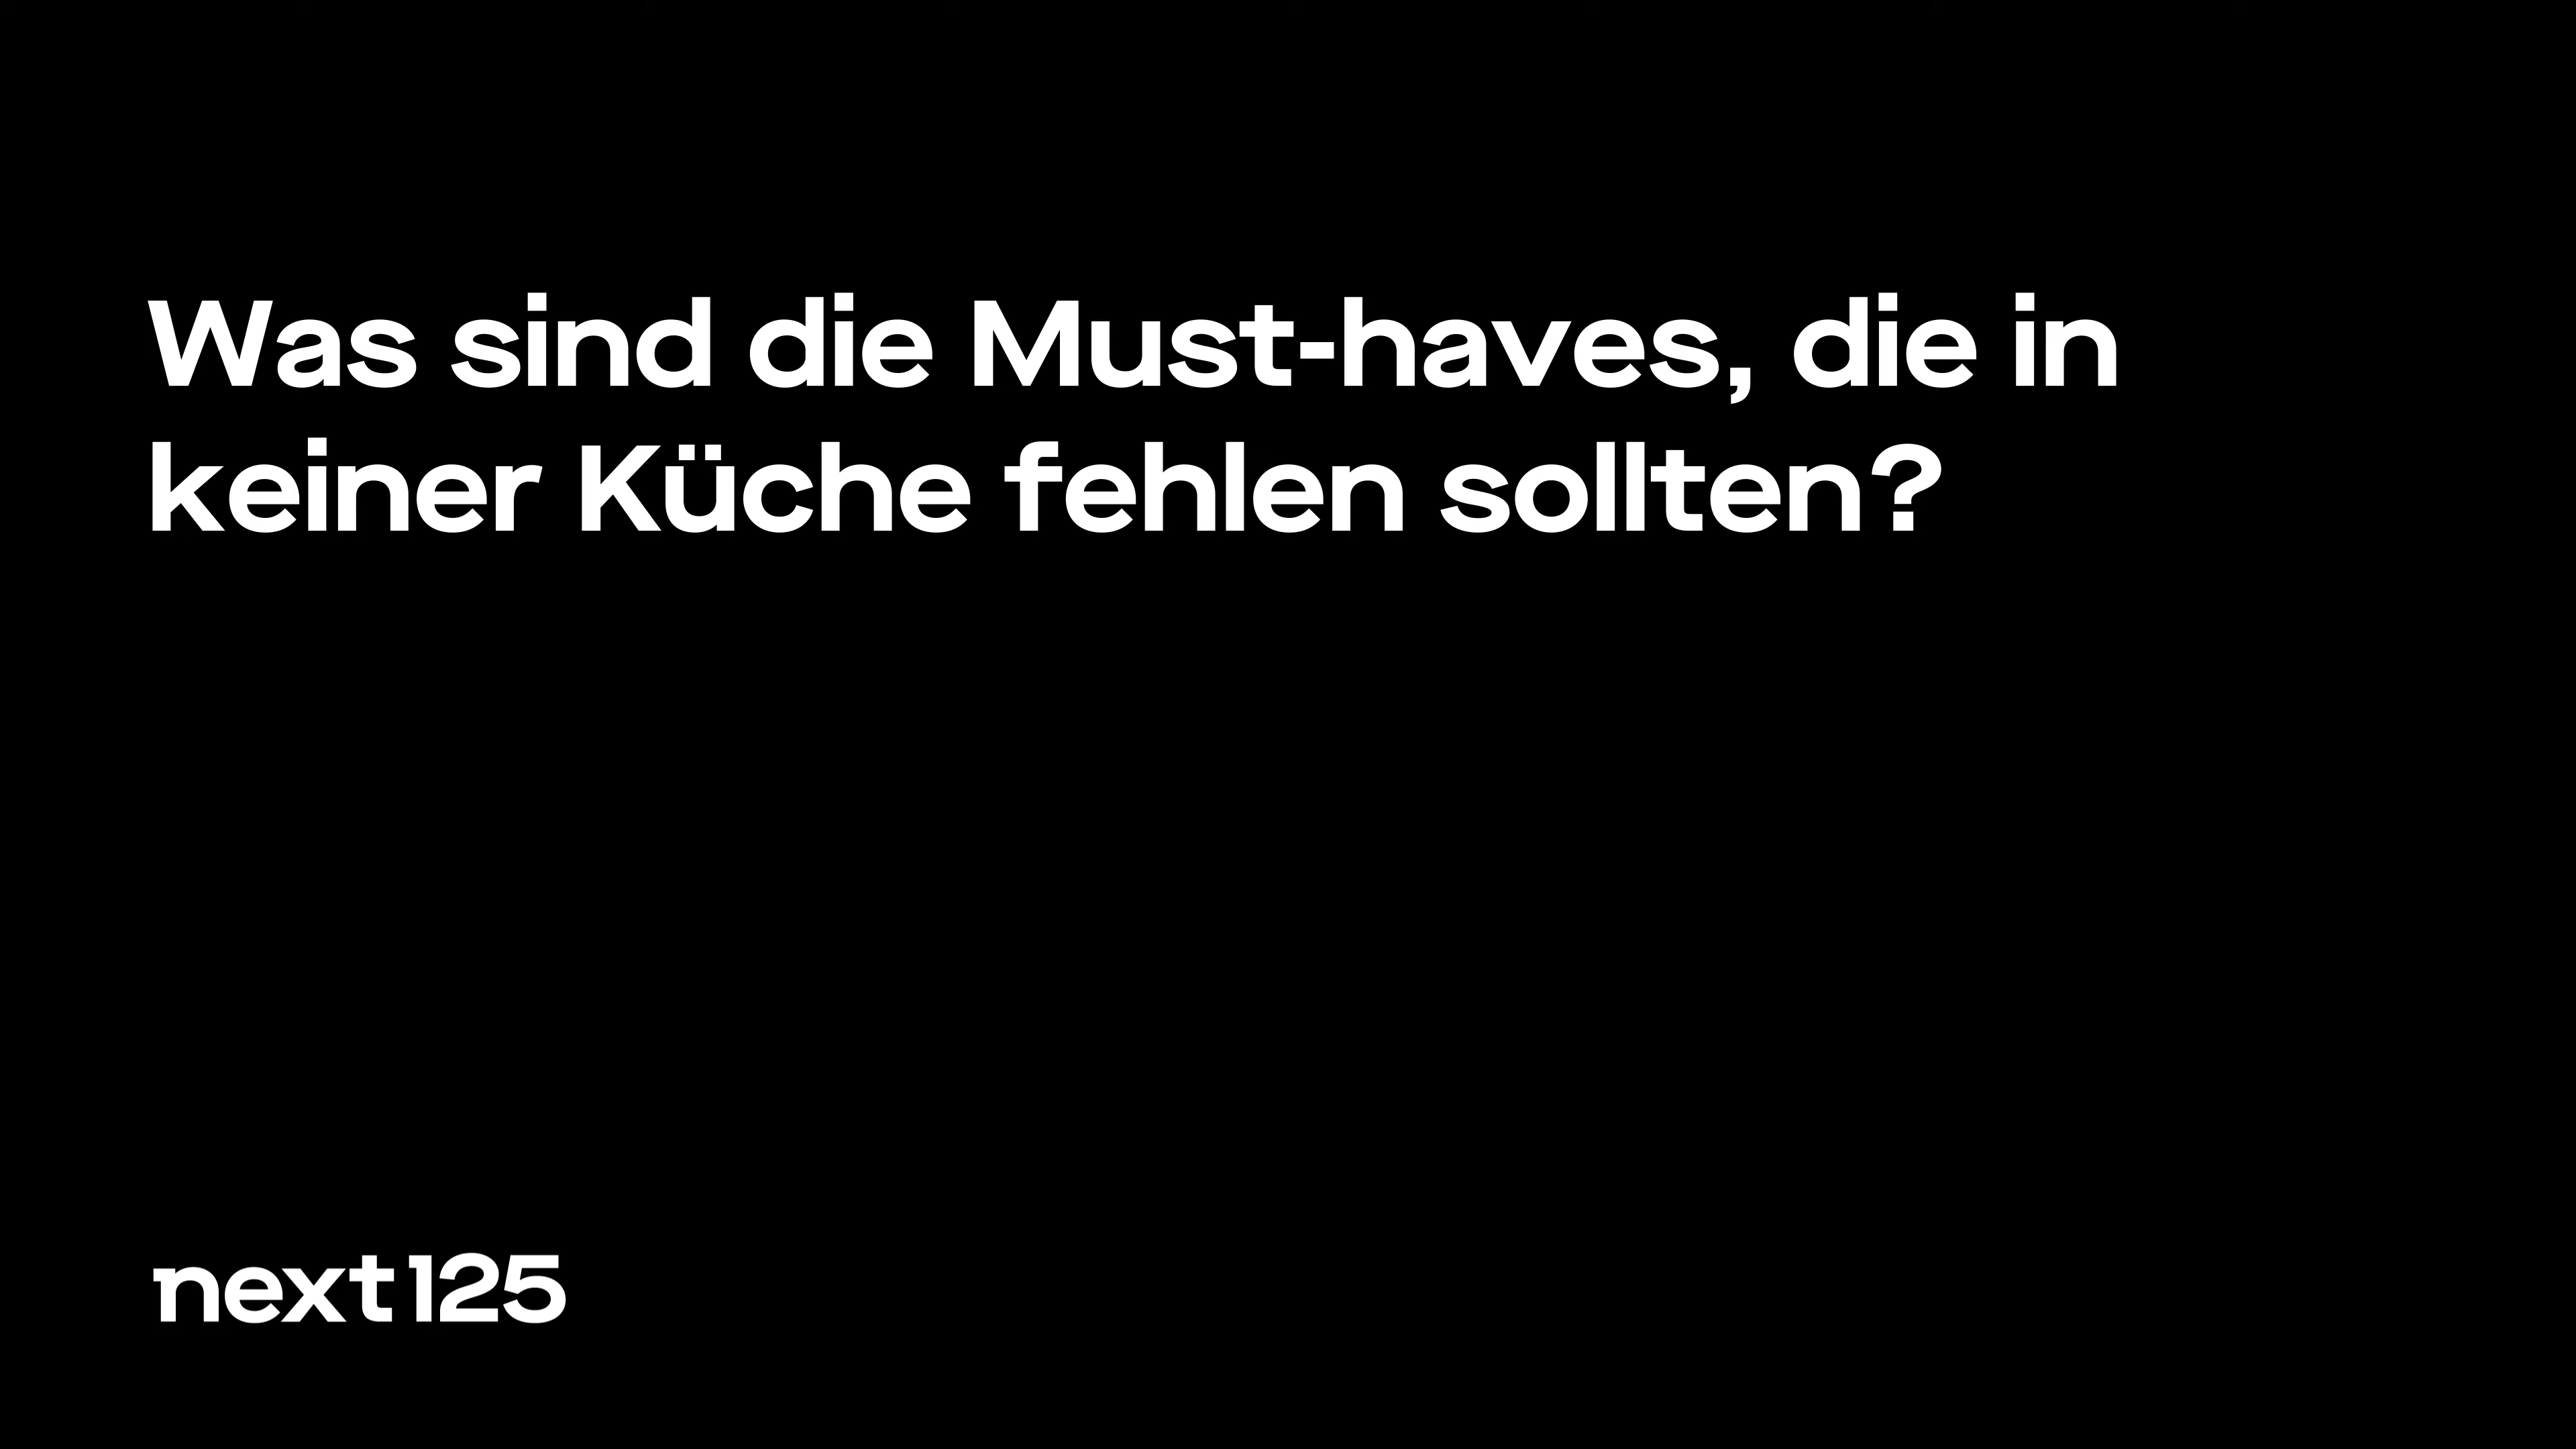 Was sind die Must-haves, die in
keiner Küche fehlen sollten?
next125